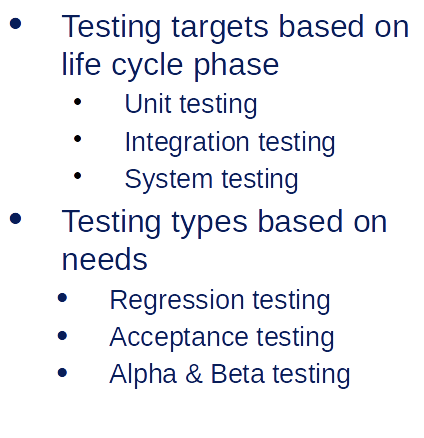 • Testing targets based on
life cycle phase
• Unit testing
• Integration testing
• System testing
• Testing types based on
needs
• Regression testing
• Acceptance testing
• Alpha & Beta testing